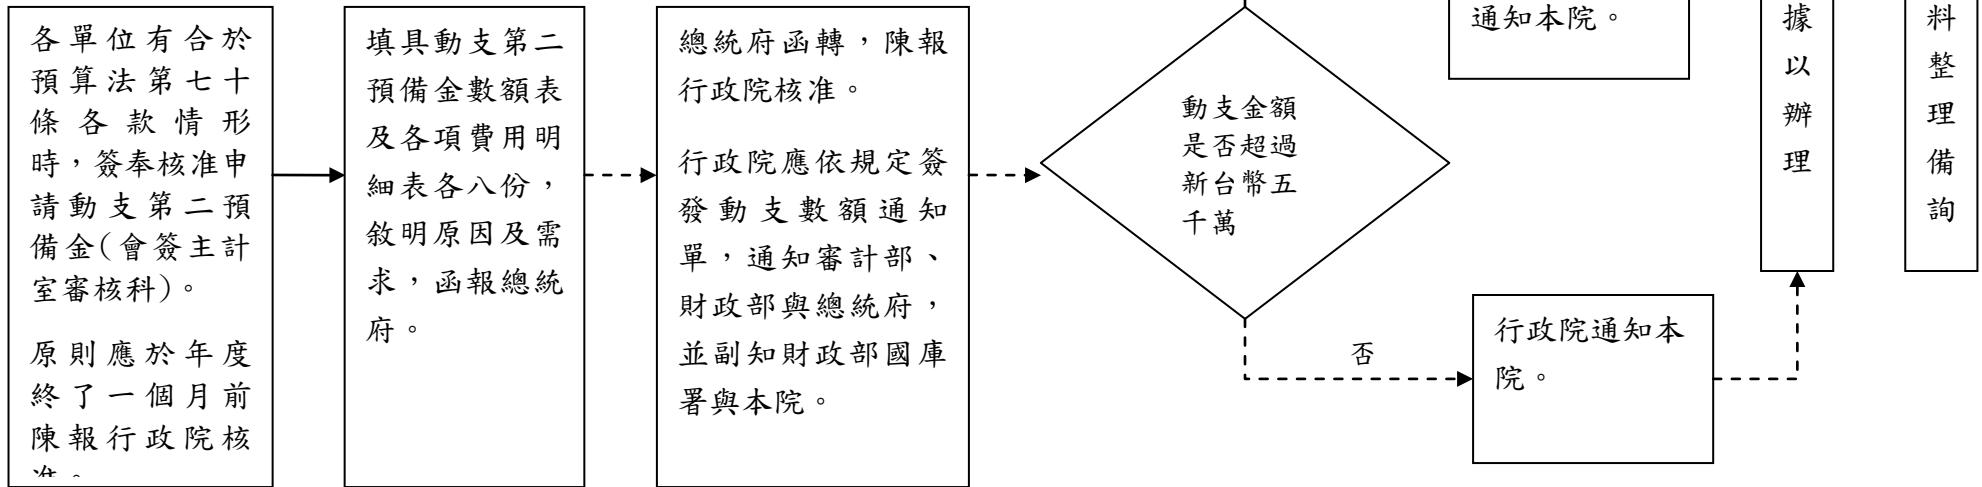 各單位有合於
預算法第七十
條各款情形
時，簽奉核准申
請動支第二預
備金(會簽主計
室審核科)。
原則應於年度
終了一個月前
陳報行政院核
准。
填具動支第二
預備金數額表
及各項費用明
細表各八份，
敘明原因及需
求，函報總統
府。
總統府函轉，陳報
行政院核准。
行政院應依規定簽
發動支數額通知
單，通知審計部、
財政部與總統府，
並副知財政部國庫
署與本院。
動支金額
是否超過
新台幣五
千萬
通知本院。
否
行政院通知本
院。
據
以
辦
理
料
整
理
備
詢